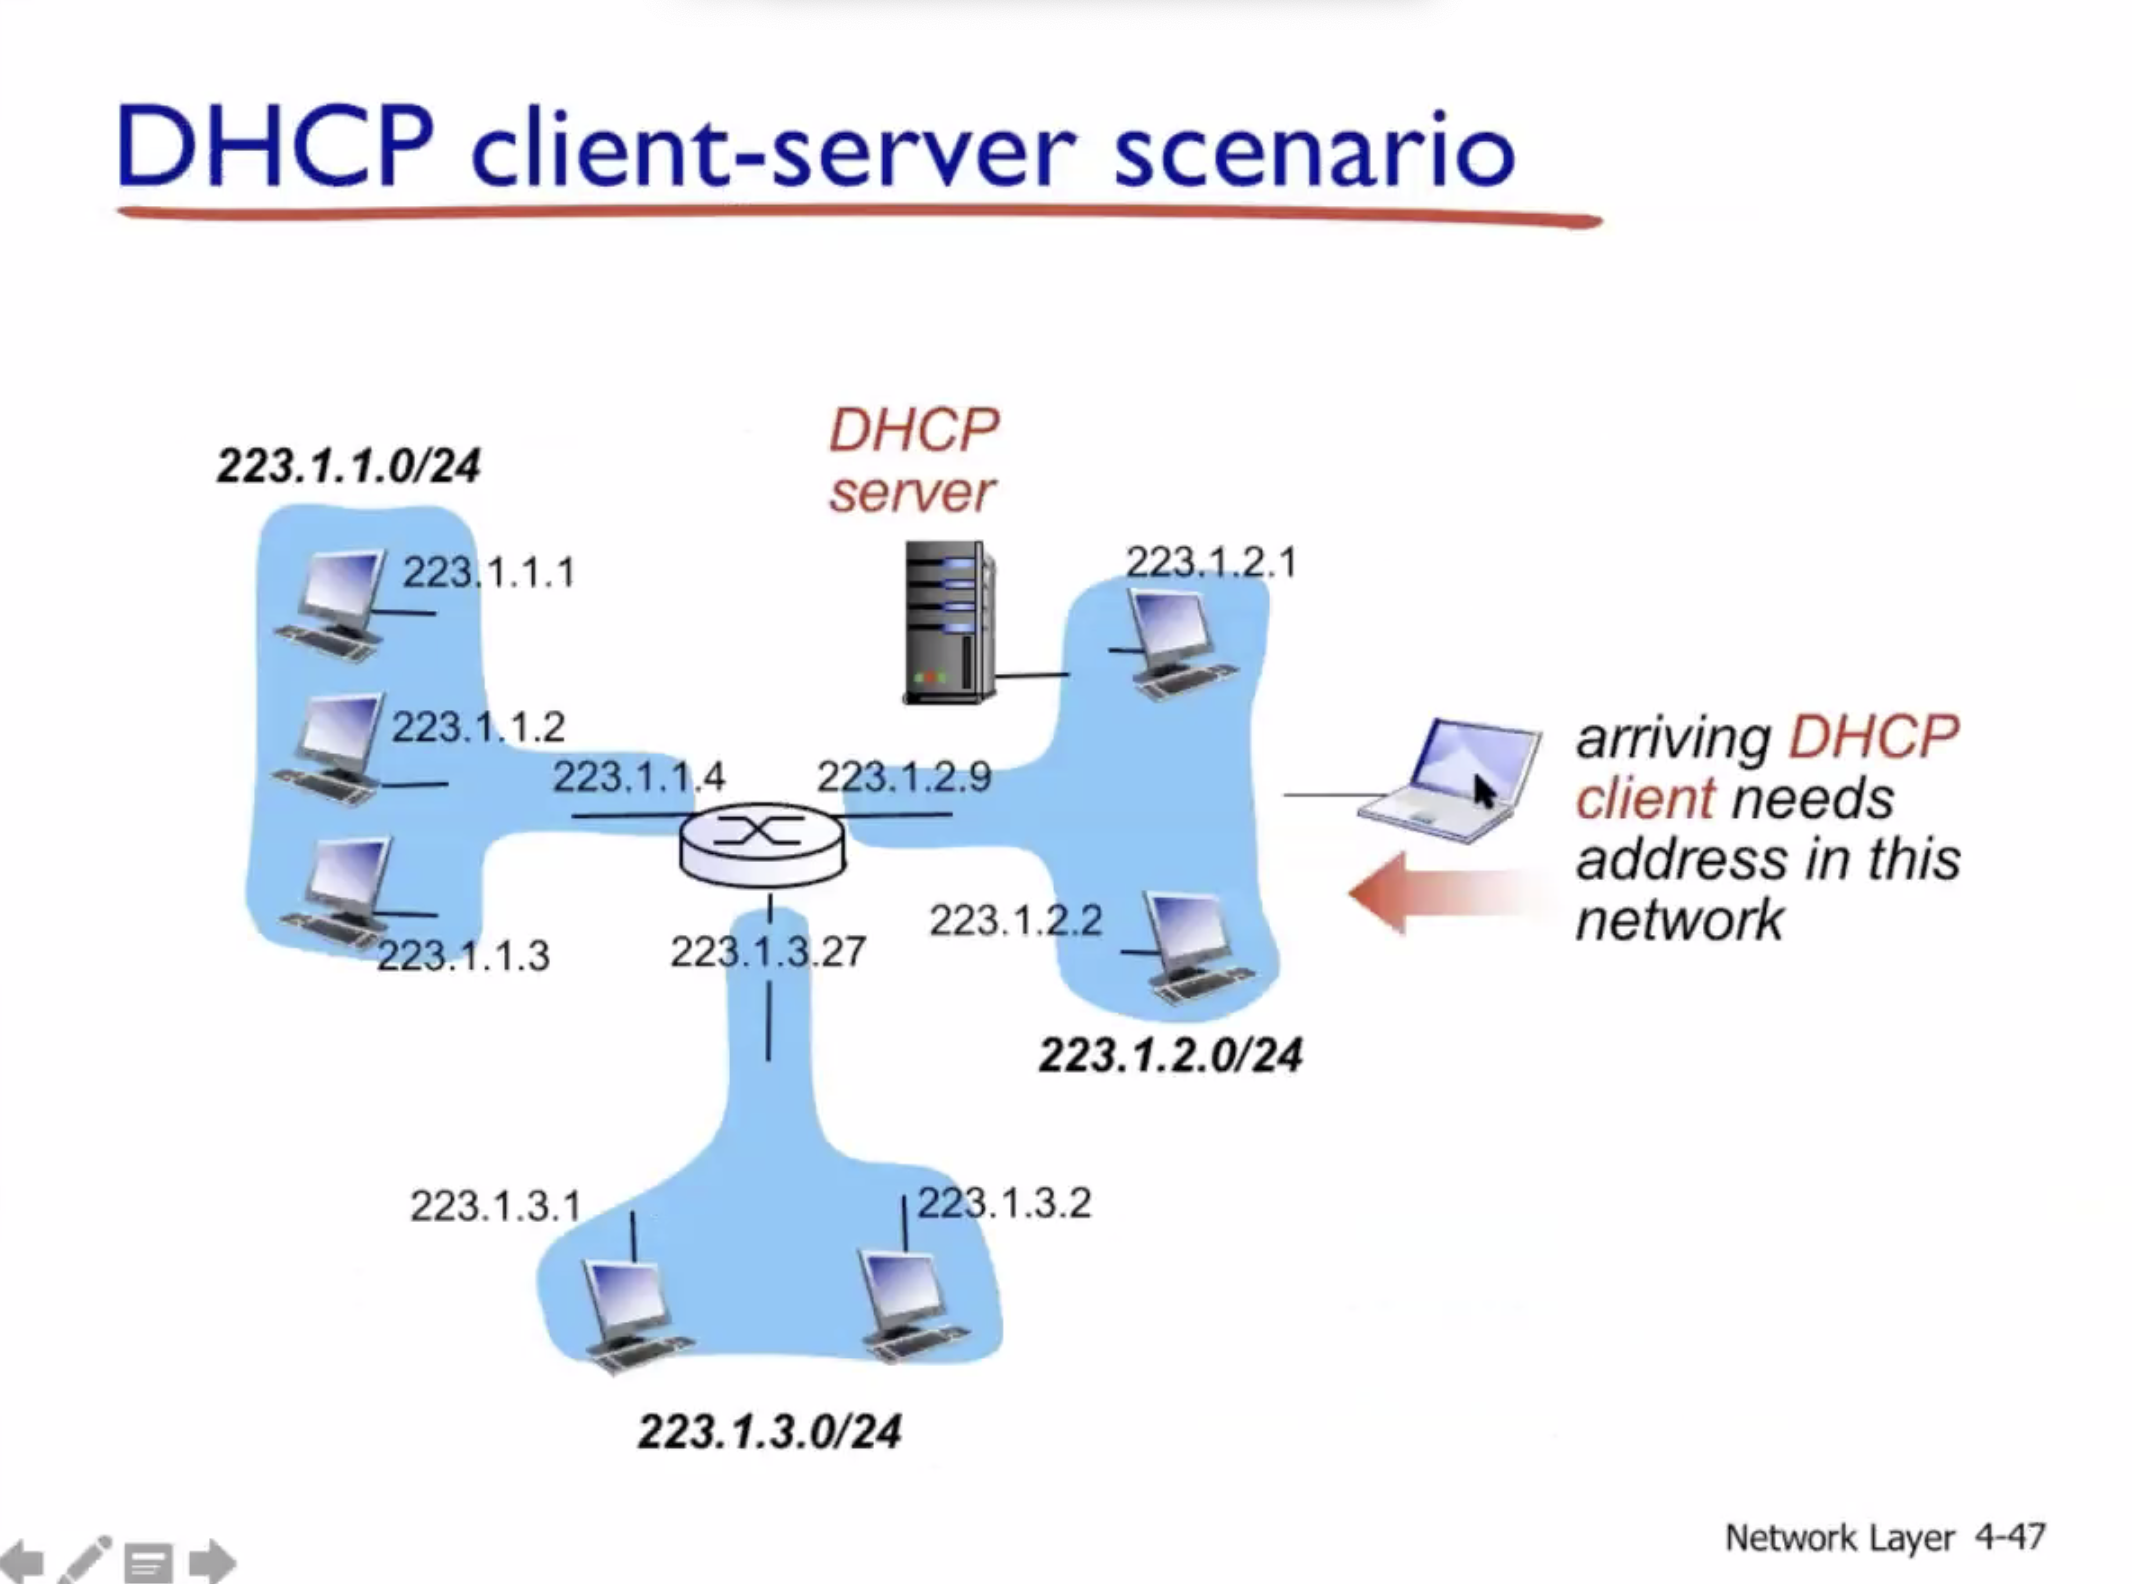 DHCP client-server scenario
DHCP
server
223.1.1.0/24
223.1.1.1
223.1.2.1
223.1.1.2
223.1.1.4
223.1.2.9
arriving DHCP
client needs
address in this
network
223.1.2.2
223.1.1.3
223.1.3.27
223.1.2.0/24
223.1.3.1
223.1.3.2
223.1.3.0/24
Network Layer 4-47